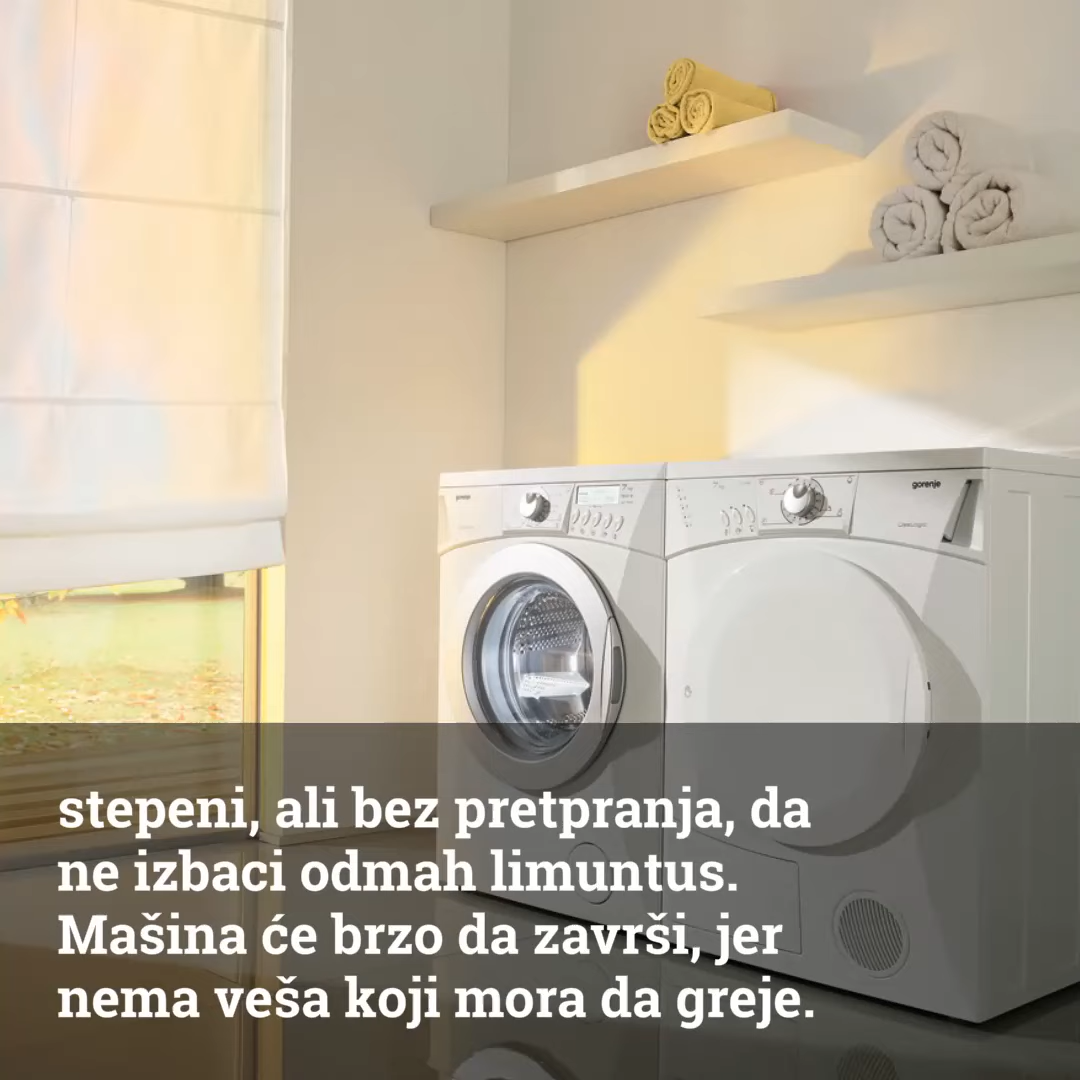 gorenje
gorenje
stepeni, ali bez pretpranja, da
ne izbaci odmah limuntus.
Mašina će brzo da završi, jer
nema veša koji mora da greje.